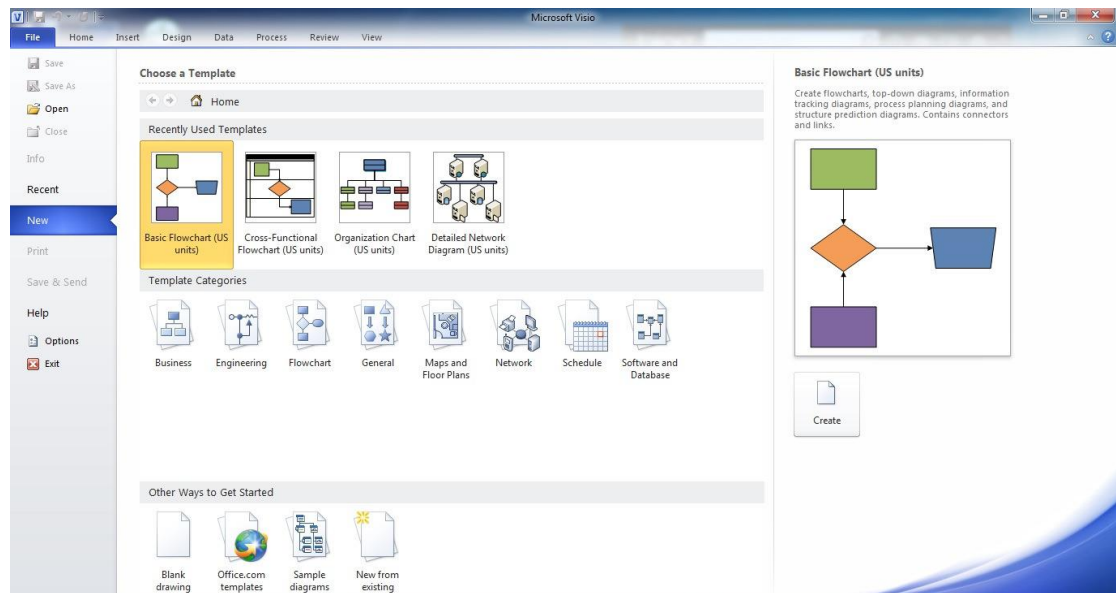 Microsoft Visio
File Home Insert Design Data Process Review View
Save
Save As
Open
Close
Info
Recent
New
Print
Save & Send
Help
Options
Exit
Choose a Template
Home
Recently Used Templates
Basic Flowchart (US
units)
Cross-Functional
Flowchart (US units)
Organization Chart
(US units)
Detailed Network
Diagram (US units)
Template Categories
Business
Engineering
Flowchart
General
Maps and
Floor Plans
Network
Schedule
Software and
Database
Other Ways to Get Started
Blank
drawing
Office.com
templates
Sample
diagrams
New from
existing
Basic Flowchart (US units)
Create flowcharts, top-down diagrams, information
tracking diagrams, process planning diagrams, and
structure prediction diagrams. Contains connectors
and links.
Create